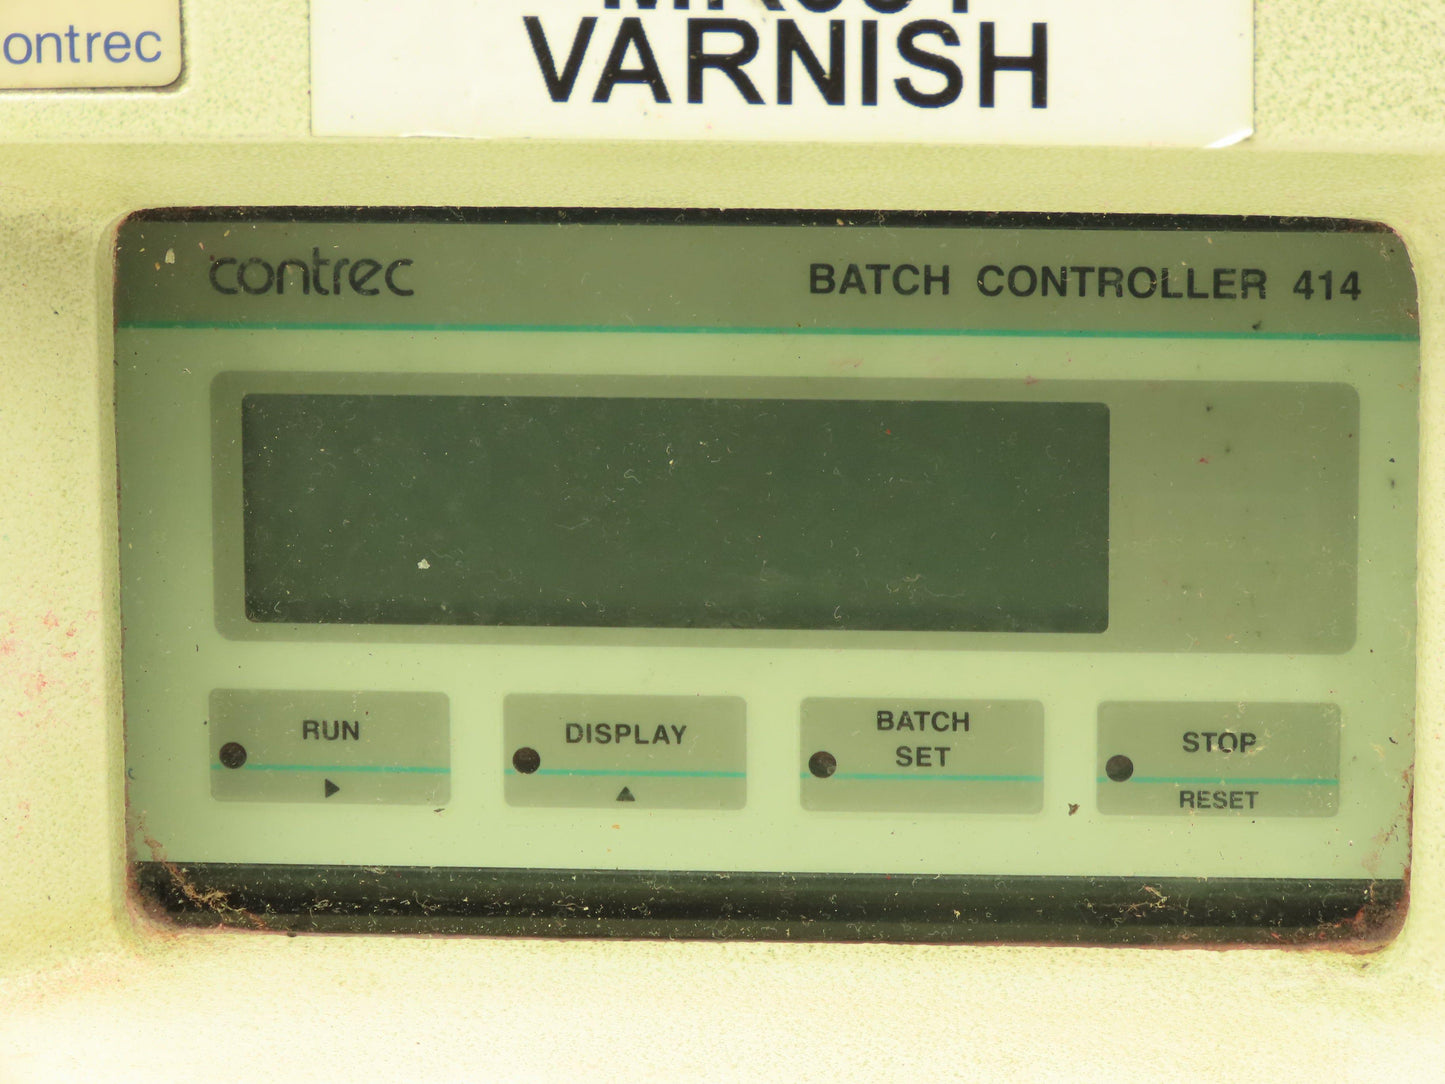 ontrec
VARNISH
contrec
BATCH CONTROLLER 414
RUN
DISPLAY
BATCH
SET
STOP
RESET